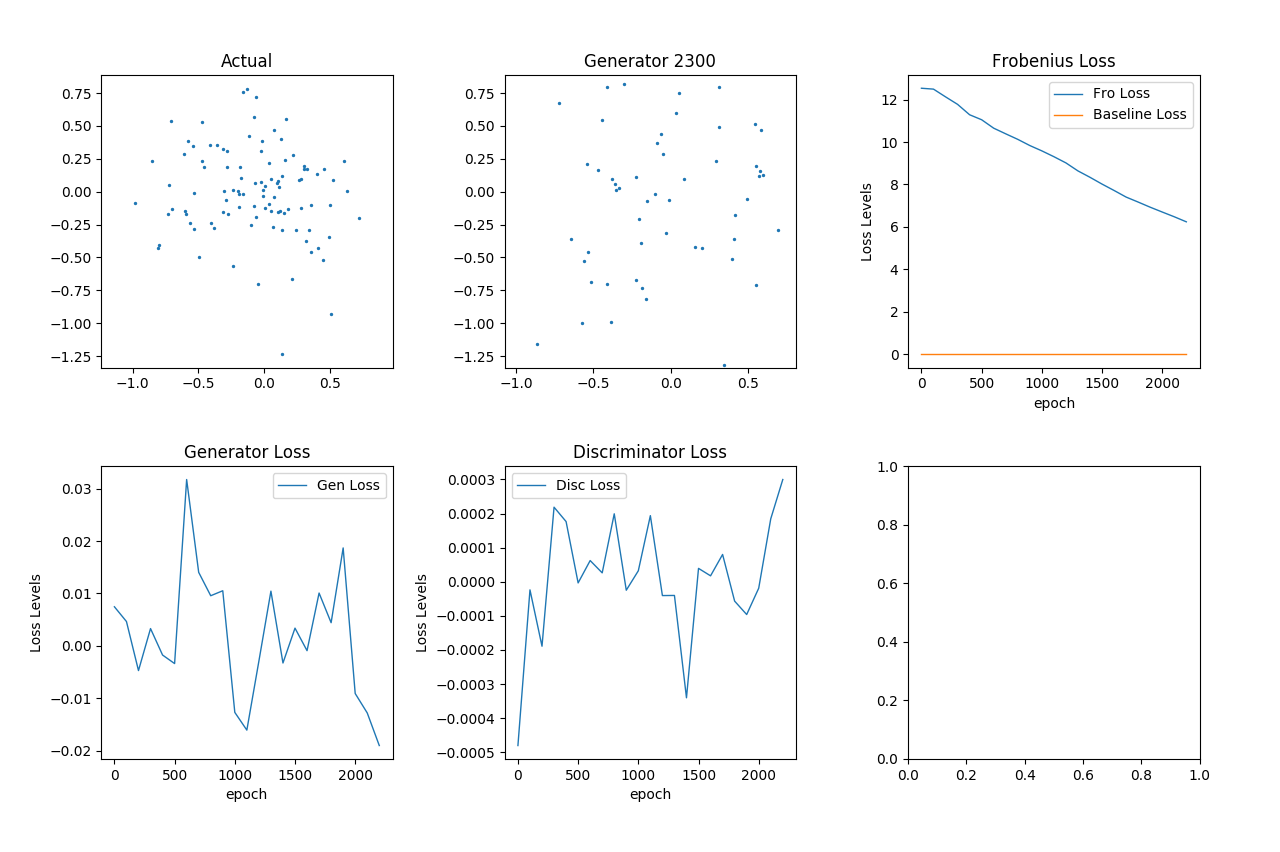 Actual
0.75
0.50
0.25
0.00
−0.25
−0.50
−0.75
−1.00
−1.25
−1.0 −0.5 0.0 0.5
Generator 2300
0.75
0.50
0.25
0.00
−0.25
−0.50
−0.75
−1.00
−1.25
−1.0 −0.5 0.0 0.5
Frobenius Loss
Fro Loss
Baseline Loss
Loss Levels
12
10
8
6
4
2
0
0 500 1000 1500 2000
epoch
Generator Loss
Gen Loss
Loss Levels
0.03
0.02
0.01
0.00
−0.01
−0.02
0 500 1000 1500 2000
epoch
Discriminator Loss
Disc Loss
Loss Levels
0.0003
0.0002
0.0001
0.0000
−0.0001
−0.0002
−0.0003
−0.0004
−0.0005
0 500 1000 1500 2000
epoch
1.0
0.8
0.6
0.4
0.2
0.0
0.0 0.2 0.4 0.6 0.8 1.0